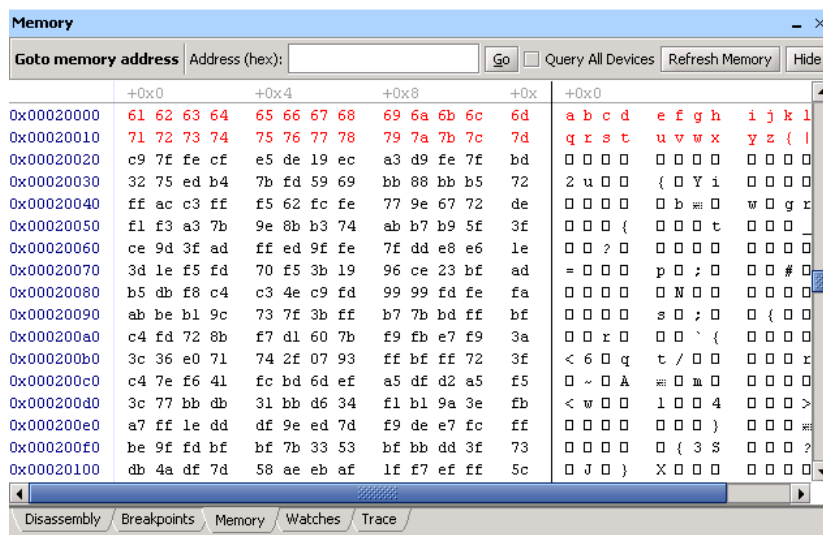 Memory
Goto memory address Address (hex): Go Query All Devices Refresh Memory Hide
+0x0 +0x4 +0x8 +0x +0x0
0x00020000 61 62 63 64 65 66 67 68 69 6a 6b 6c 6d a b c d e f g h i j k l
0x00020010 71 72 73 74 75 76 77 78 79 7a 7b 7c 7d q r s t u v w x y z { |
0x00020020 c9 7f fe cf e5 de 19 ec a3 d9 fe 7f bd
0x00020030 32 75 ed b4 7b fd 59 69 bb 88 bb b5 72 2 u { Y i
0x00020040 ff ac c3 ff f5 62 fc fe 77 9e 67 72 de b w g r
0x00020050 f1 f3 a3 7b 9e 8b b3 74 ab b7 b9 5f 3f { t _
0x00020060 ce 9d 3f ad ff ed 9f fe 7f dd e8 e6 1e ?
0x00020070 3d 1e f5 fd 70 f5 3b 19 96 ce 23 bf ad = p ; #
0x00020080 b5 db f8 c4 c3 4e c9 fd 99 99 fd fe fa N
0x00020090 ab be b1 9c 73 7f 3b ff b7 7b bd ff bf s ; {
0x000200a0 c4 fd 72 8b f7 d1 60 7b f9 fb e7 f9 3a r ` {
0x000200b0 3c 36 e0 71 74 2f 07 93 ff bf ff 72 3f < 6 q t / r
0x000200c0 c4 7e f6 41 fc bd 6d ef a5 df d2 a5 f5 ~ A m
0x000200d0 3c 77 bb db 31 bb d6 34 f1 b1 9a 3e fb < w 1 4 >
0x000200e0 a7 ff 1e dd df 9e ed 7d f9 de e7 fc ff }
0x000200f0 be 9f fd bf bf 7b 33 53 bf bb dd 3f 73 { 3 S ?
0x00020100 db 4a df 7d 58 ae eb af 1f f7 ef ff 5c J } X
Disassembly Breakpoints Memory Watches Trace